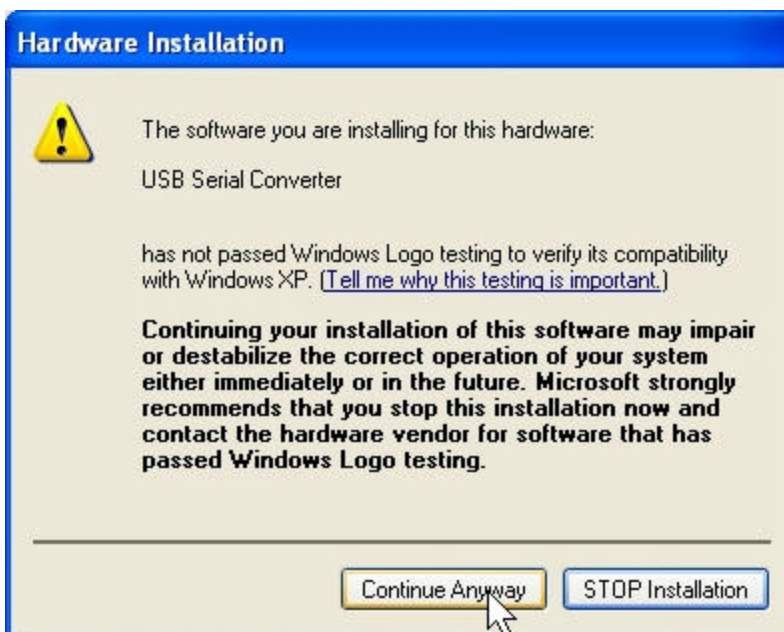 Hardware Installation
The software you are installing for this hardware:
USB Serial Converter
has not passed Windows Logo testing to verify its compatibility
with Windows XP. (Tell me why this testing is important.)
Continuing your installation of this software may impair
or destabilize the correct operation of your system
either immediately or in the future. Microsoft strongly
recommends that you stop this installation now and
contact the hardware vendor for software that has
passed Windows Logo testing.
Continue Anyway STOP Installation